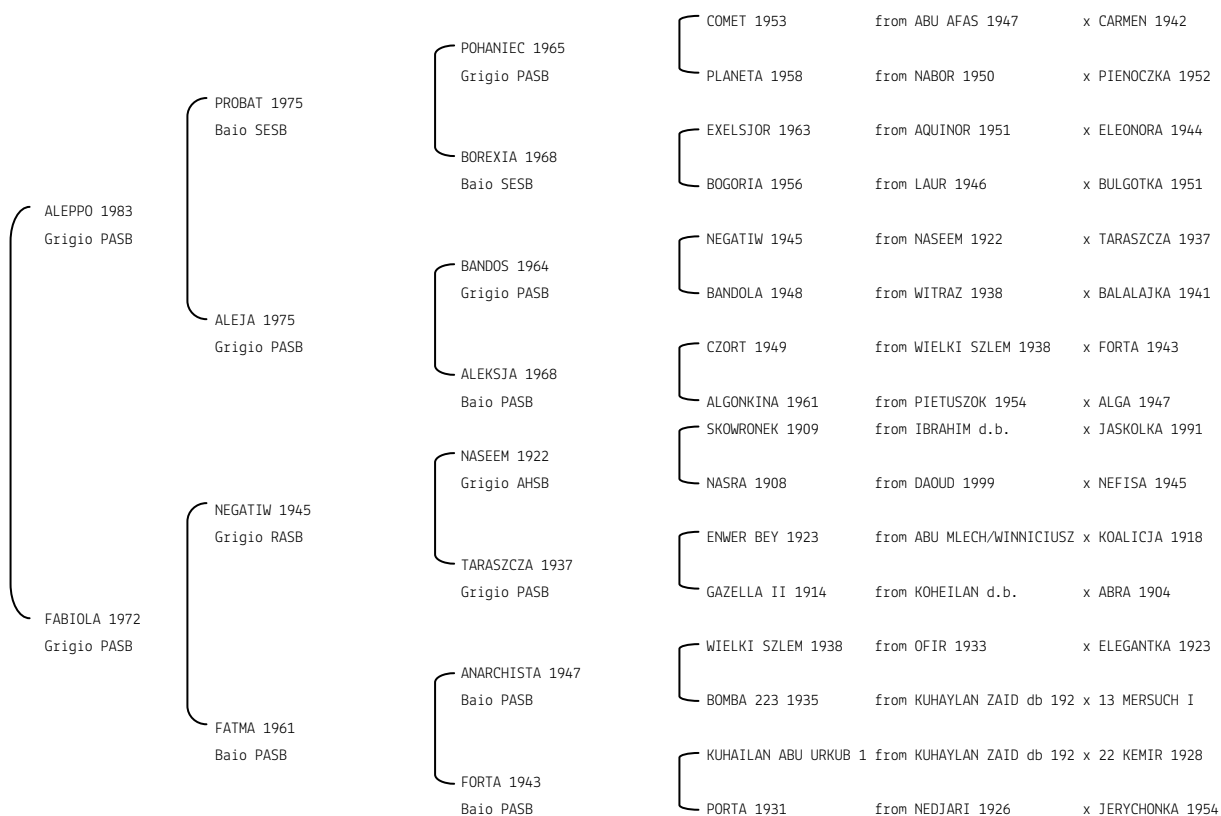 COMET 1953 from ABU AFAS 1947 x CARMEN 1942
POHANIEC 1965
Grigio PASB
PLANETA 1958 from NABOR 1950 x PIENOCZKA 1952
PROBAT 1975
Baio SESB
EXELSJOR 1963 from AQUINOR 1951 x ELEONORA 1944
BOREXIA 1968
Baio SESB
BOGORIA 1956 from LAUR 1946 x BULGOTKA 1951
ALEPPO 1983
Grigio PASB
NEGATIW 1945 from NASEEM 1922 x TARASZCZA 1937
BANDOS 1964
Grigio PASB
BANDOLA 1948 from WITRAZ 1938 x BALALAJKA 1941
ALEJA 1975
Grigio PASB
CZORT 1949 from WIELKI SZLEM 1938 x FORTA 1943
ALEKSJA 1968
Baio PASB
ALGONKINA 1961 from PIETUSZOK 1954 x ALGA 1947
SKOWRONEK 1909 from IBRAHIM d.b. x JASKOLKA 1991
NASEEM 1922
Grigio AHSB
NASRA 1908 from DAOUD 1999 x NEFISA 1945
NEGATIW 1945
Grigio RASB
ENWER BEY 1923 from ABU MLECH/WINNICIUSZ x KOALICJA 1918
TARASZCZA 1937
Grigio PASB
GAZELLA II 1914 from KOHEILAN d.b. x ABRA 1904
FABIOLA 1972
Grigio PASB
WIELKI SZLEM 1938 from OFIR 1933 x ELEGANTKA 1923
ANARCHISTA 1947
Baio PASB
BOMBA 223 1935 from KUHAYLAN ZAID db 192 x 13 MERSUCH I
FATMA 1961
Baio PASB
KUHAILAN ABU URKUB 1 from KUHAYLAN ZAID db 192 x 22 KEMIR 1928
FORTA 1943
Baio PASB
PORTA 1931 from NEDJARI 1926 x JERYCHONKA 1954